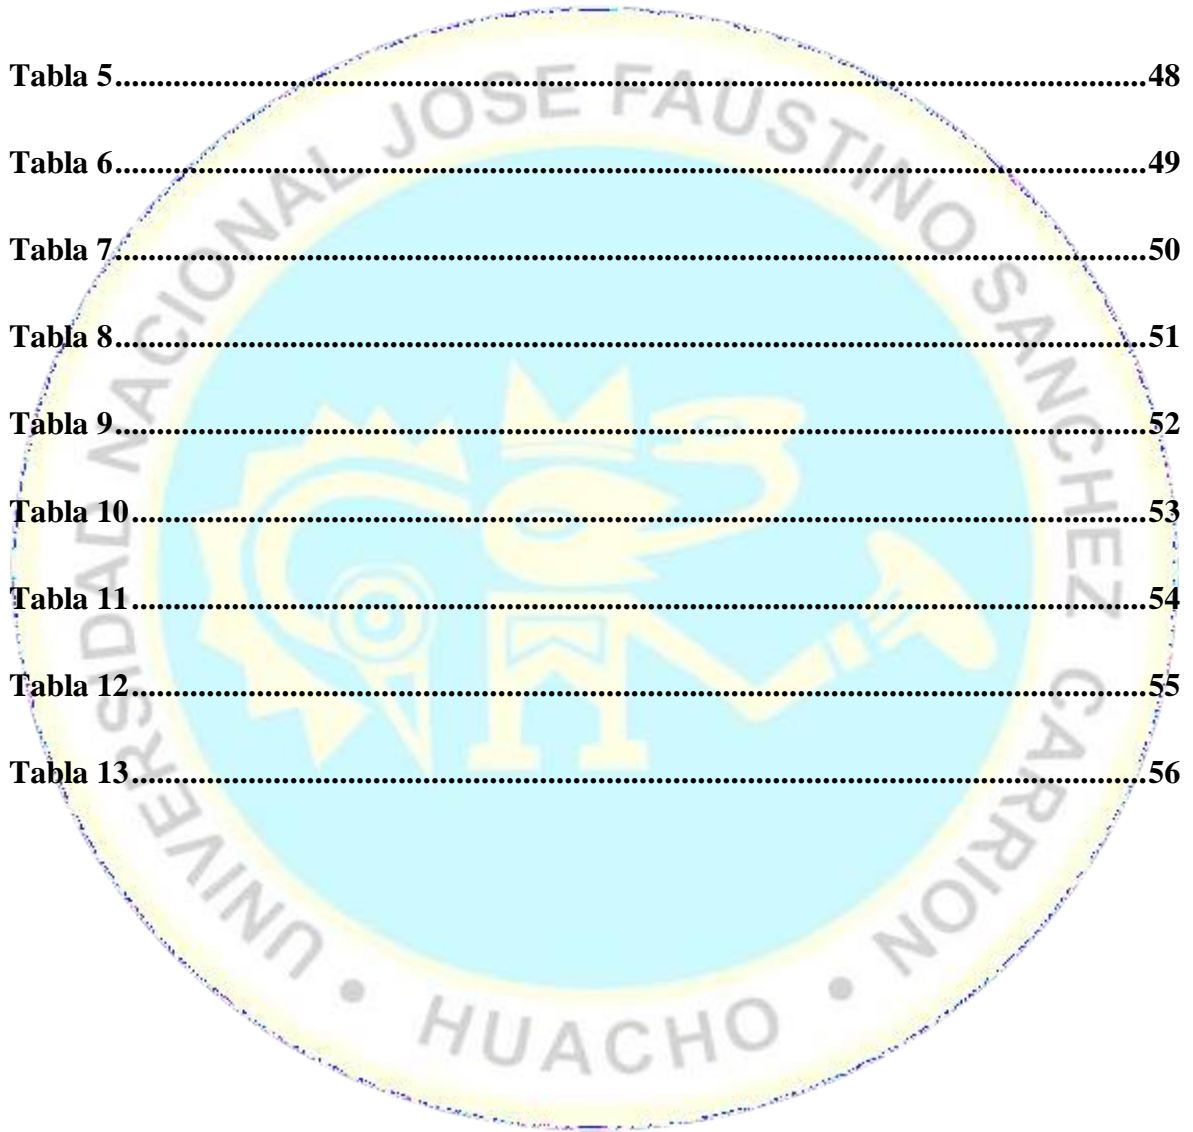 Tabla 5....................................................................................................48
Tabla 6....................................................................................................49
Tabla 7....................................................................................................50
Tabla 8....................................................................................................51
Tabla 9....................................................................................................52
Tabla 10..................................................................................................53
Tabla 11..................................................................................................54
Tabla 12..................................................................................................55
Tabla 13..................................................................................................56
UNIVERSIDAD NACIONAL JOSE FAUSTINO SANCHEZ CARRION
• HUACHO •